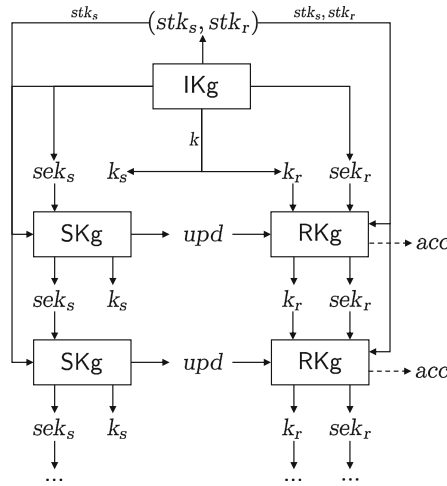 stk_s (stk_s, stk_r) stk_s, stk_r
IKg
k
sek_s k_s k_r sek_r
SKg upd RKg
acc
sek_s k_s k_r sek_r
SKg upd RKg
acc
sek_s k_s k_r sek_r
... ... ...